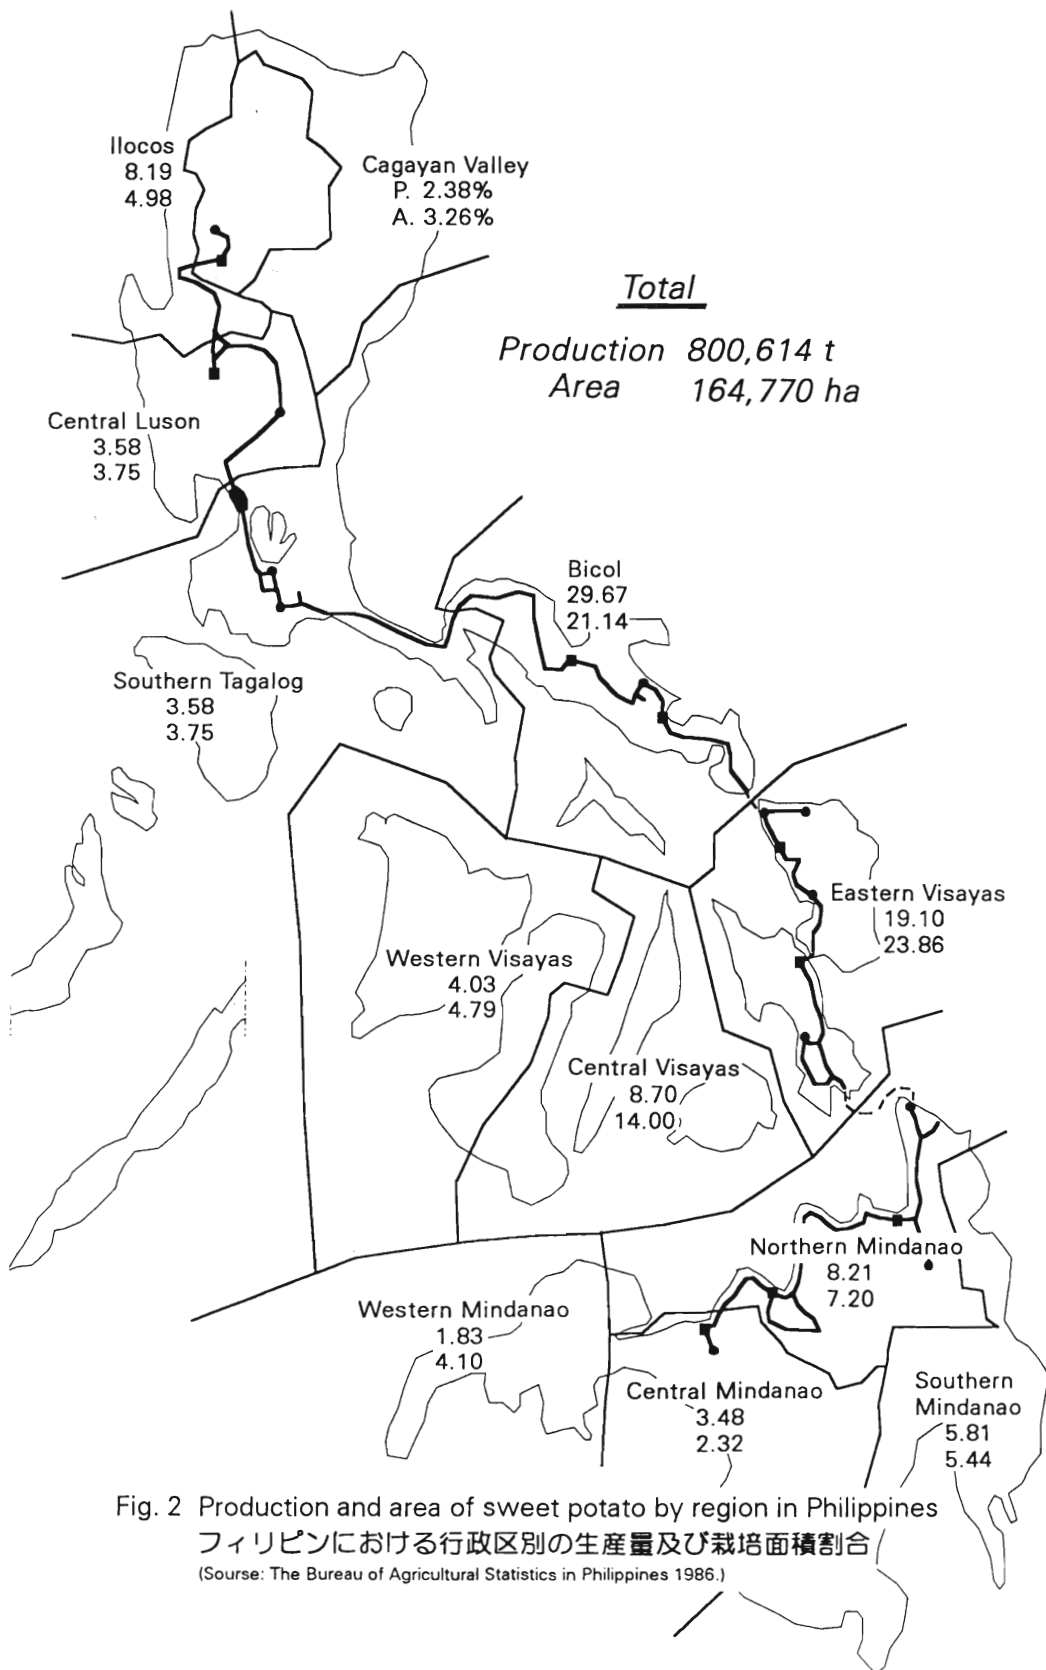 Ilocos
8.19
4.98
Cagayan Valley
P. 2.38%
A. 3.26%
Total
Production 800,614 t
Area 164,770 ha
Central Luson
3.58
3.75
Bicol
29.67
21.14
Southern Tagalog
3.58
3.75
Eastern Visayas
19.10
23.86
Western Visayas
4.03
4.79
Central Visayas
8.70
14.00
Northern Mindanao
8.21
7.20
Western Mindanao
1.83
4.10
Central Mindanao
3.48
2.32
Southern
Mindanao
5.81
5.44
Fig. 2 Production and area of sweet potato by region in Philippines
フィリピンにおける行政区別の生産量及び栽培面積割合
(Sourse: The Bureau of Agricultural Statistics in Philippines 1986.)